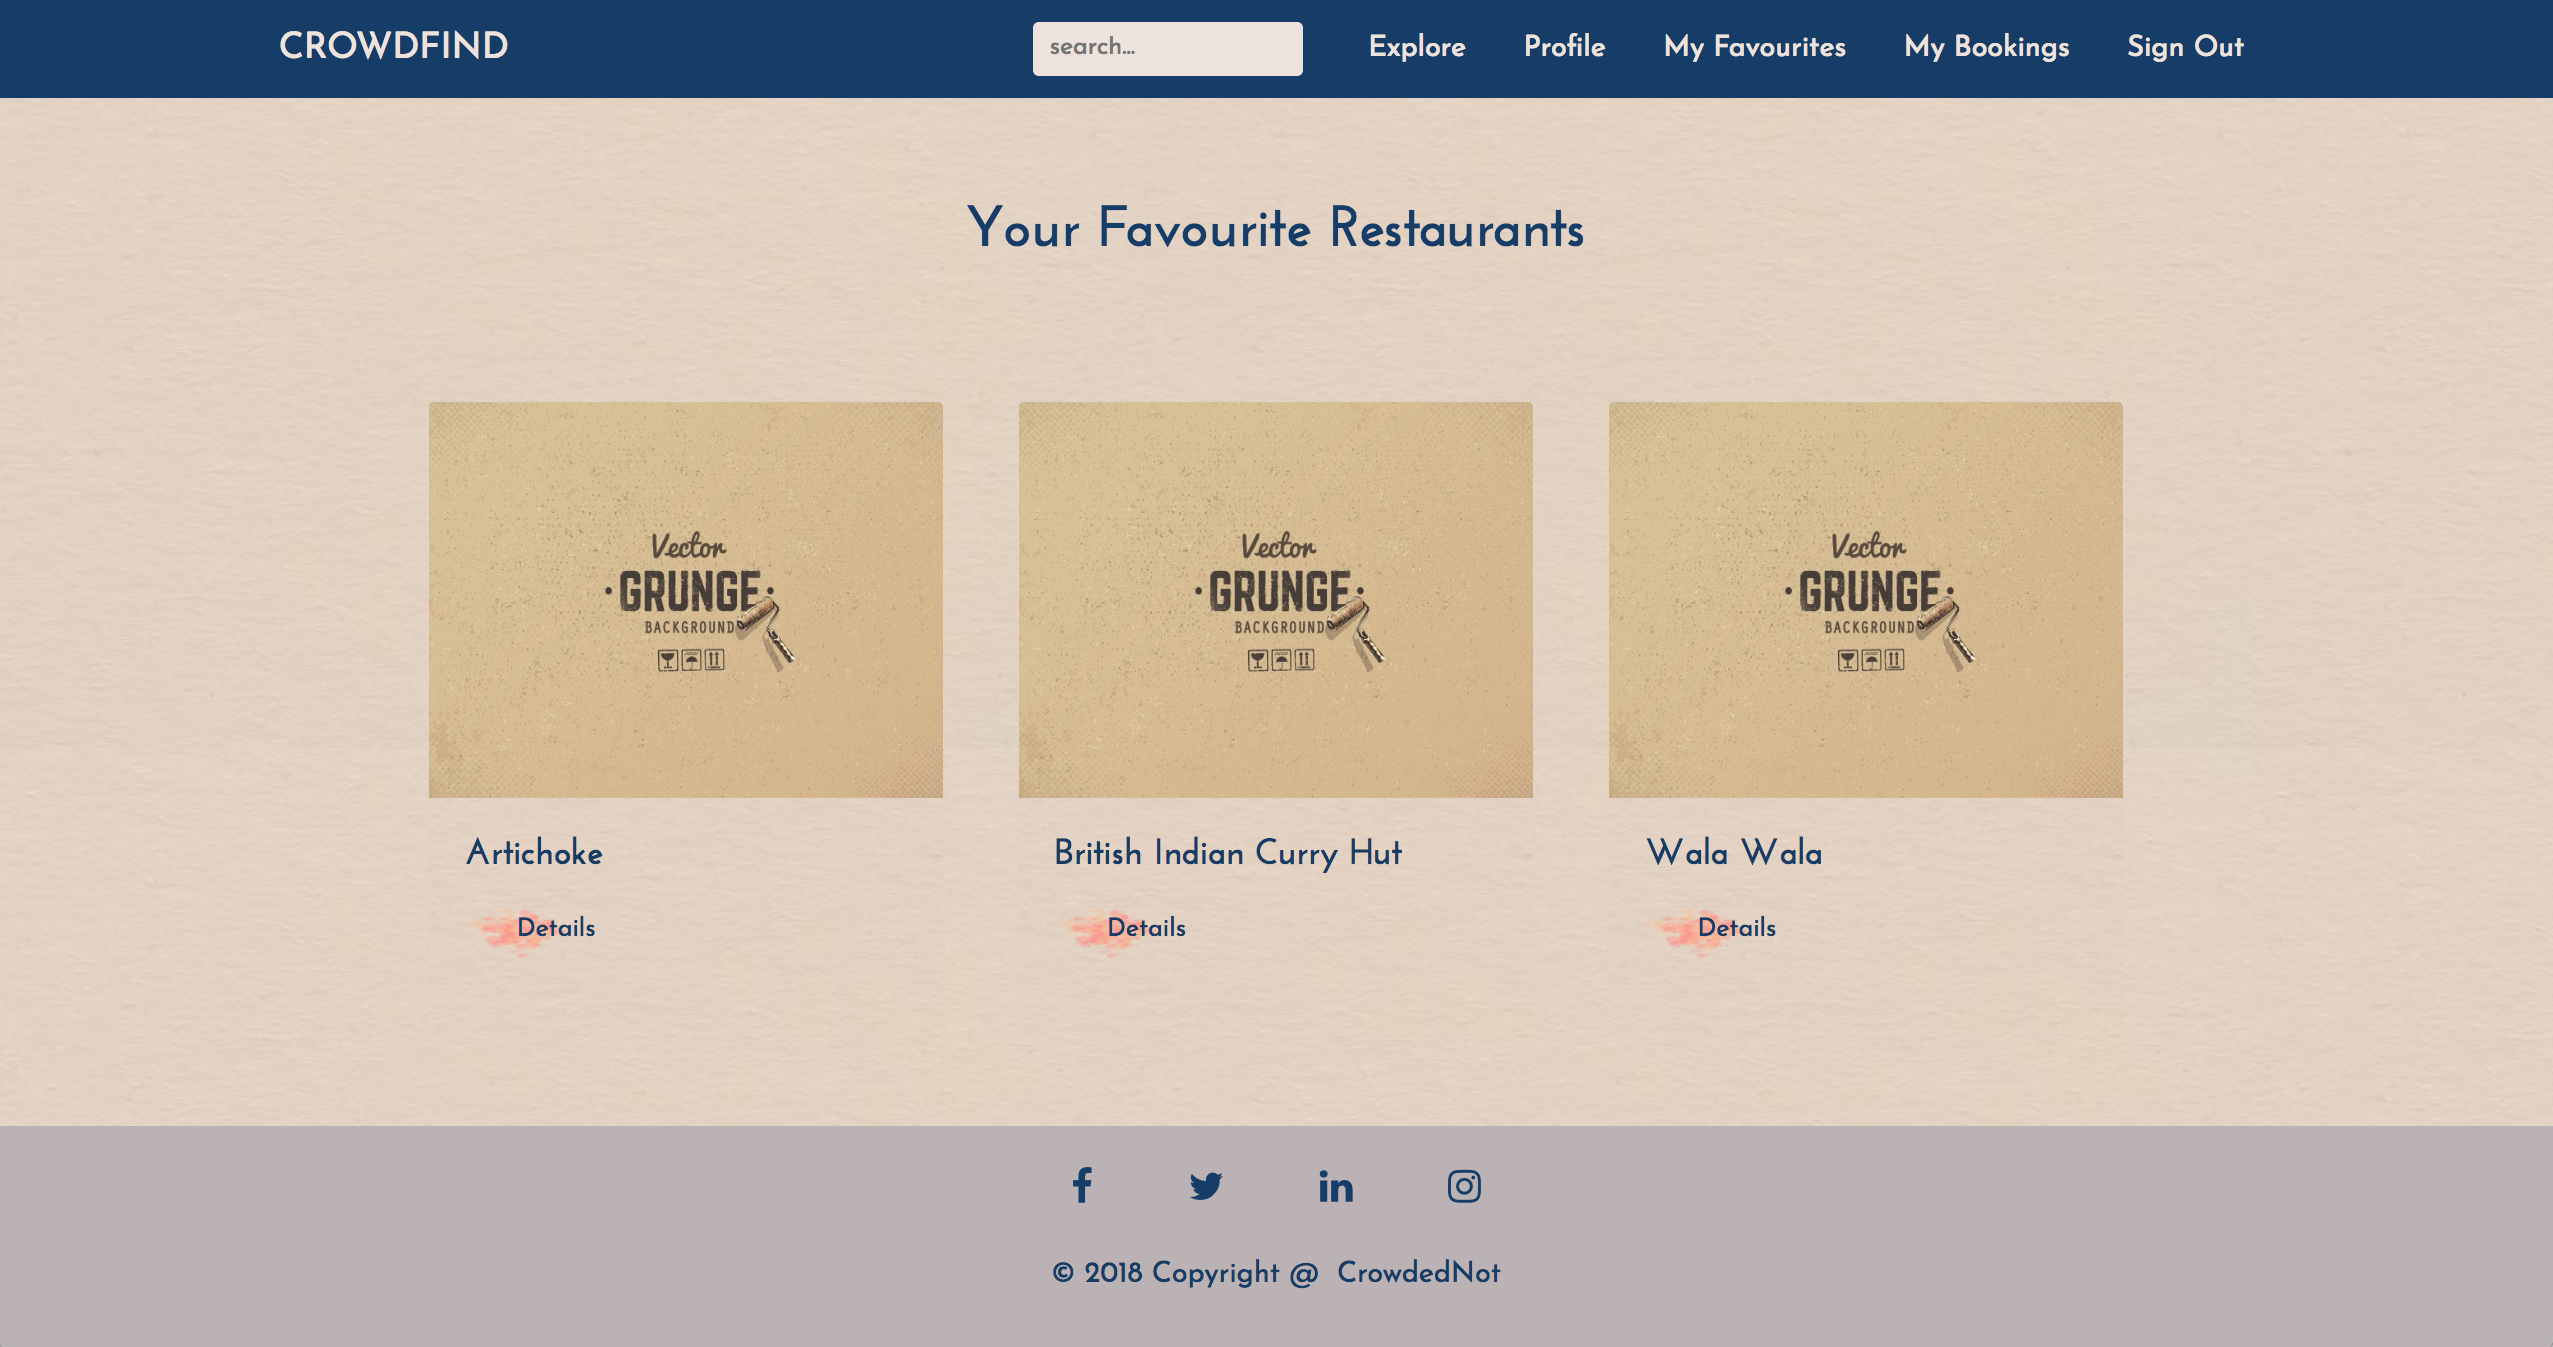 CROWDFIND
search...
Explore
Profile
My Favourites
My Bookings
Sign Out
Your Favourite Restaurants
Vector
• GRUNGE •
BACKGROUND
Vector
• GRUNGE •
BACKGROUND
Vector
• GRUNGE •
BACKGROUND
Artichoke
British Indian Curry Hut
Wala Wala
Details
Details
Details
© 2018 Copyright @ CrowdedNot